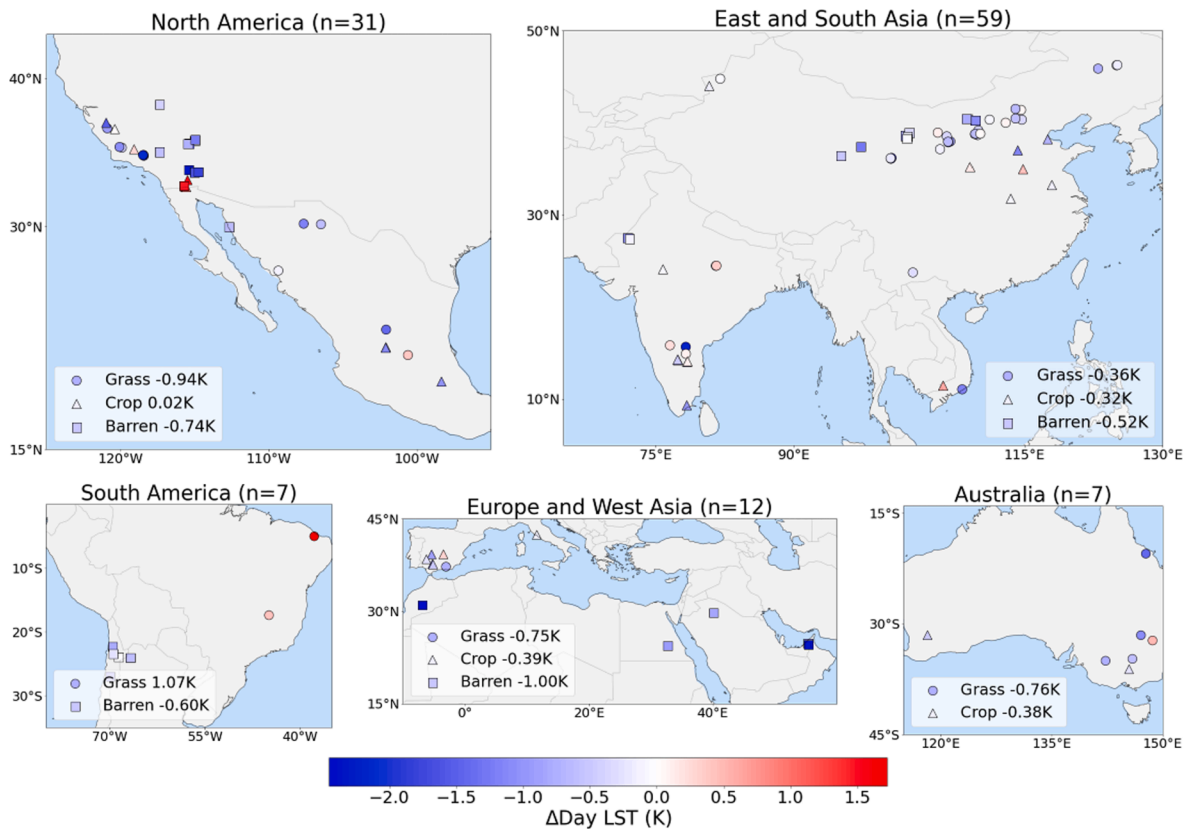 North America (n=31)
40°N
30°N
15°N
120°W
110°W
100°W
Grass -0.94K
Crop 0.02K
Barren -0.74K
East and South Asia (n=59)
50°N
30°N
10°N
75°E
90°E
115°E
130°E
Grass -0.36K
Crop -0.32K
Barren -0.52K
South America (n=7)
10°S
20°S
30°S
70°W
55°W
40°W
Grass 1.07K
Barren -0.60K
Europe and West Asia (n=12)
45°N
30°N
15°N
0°
20°E
40°E
Grass -0.75K
Crop -0.39K
Barren -1.00K
Australia (n=7)
15°S
30°S
45°S
120°E
135°E
150°E
Grass -0.76K
Crop -0.38K
−2.0 −1.5 −1.0 −0.5 0.0 0.5 1.0 1.5
ΔDay LST (K)